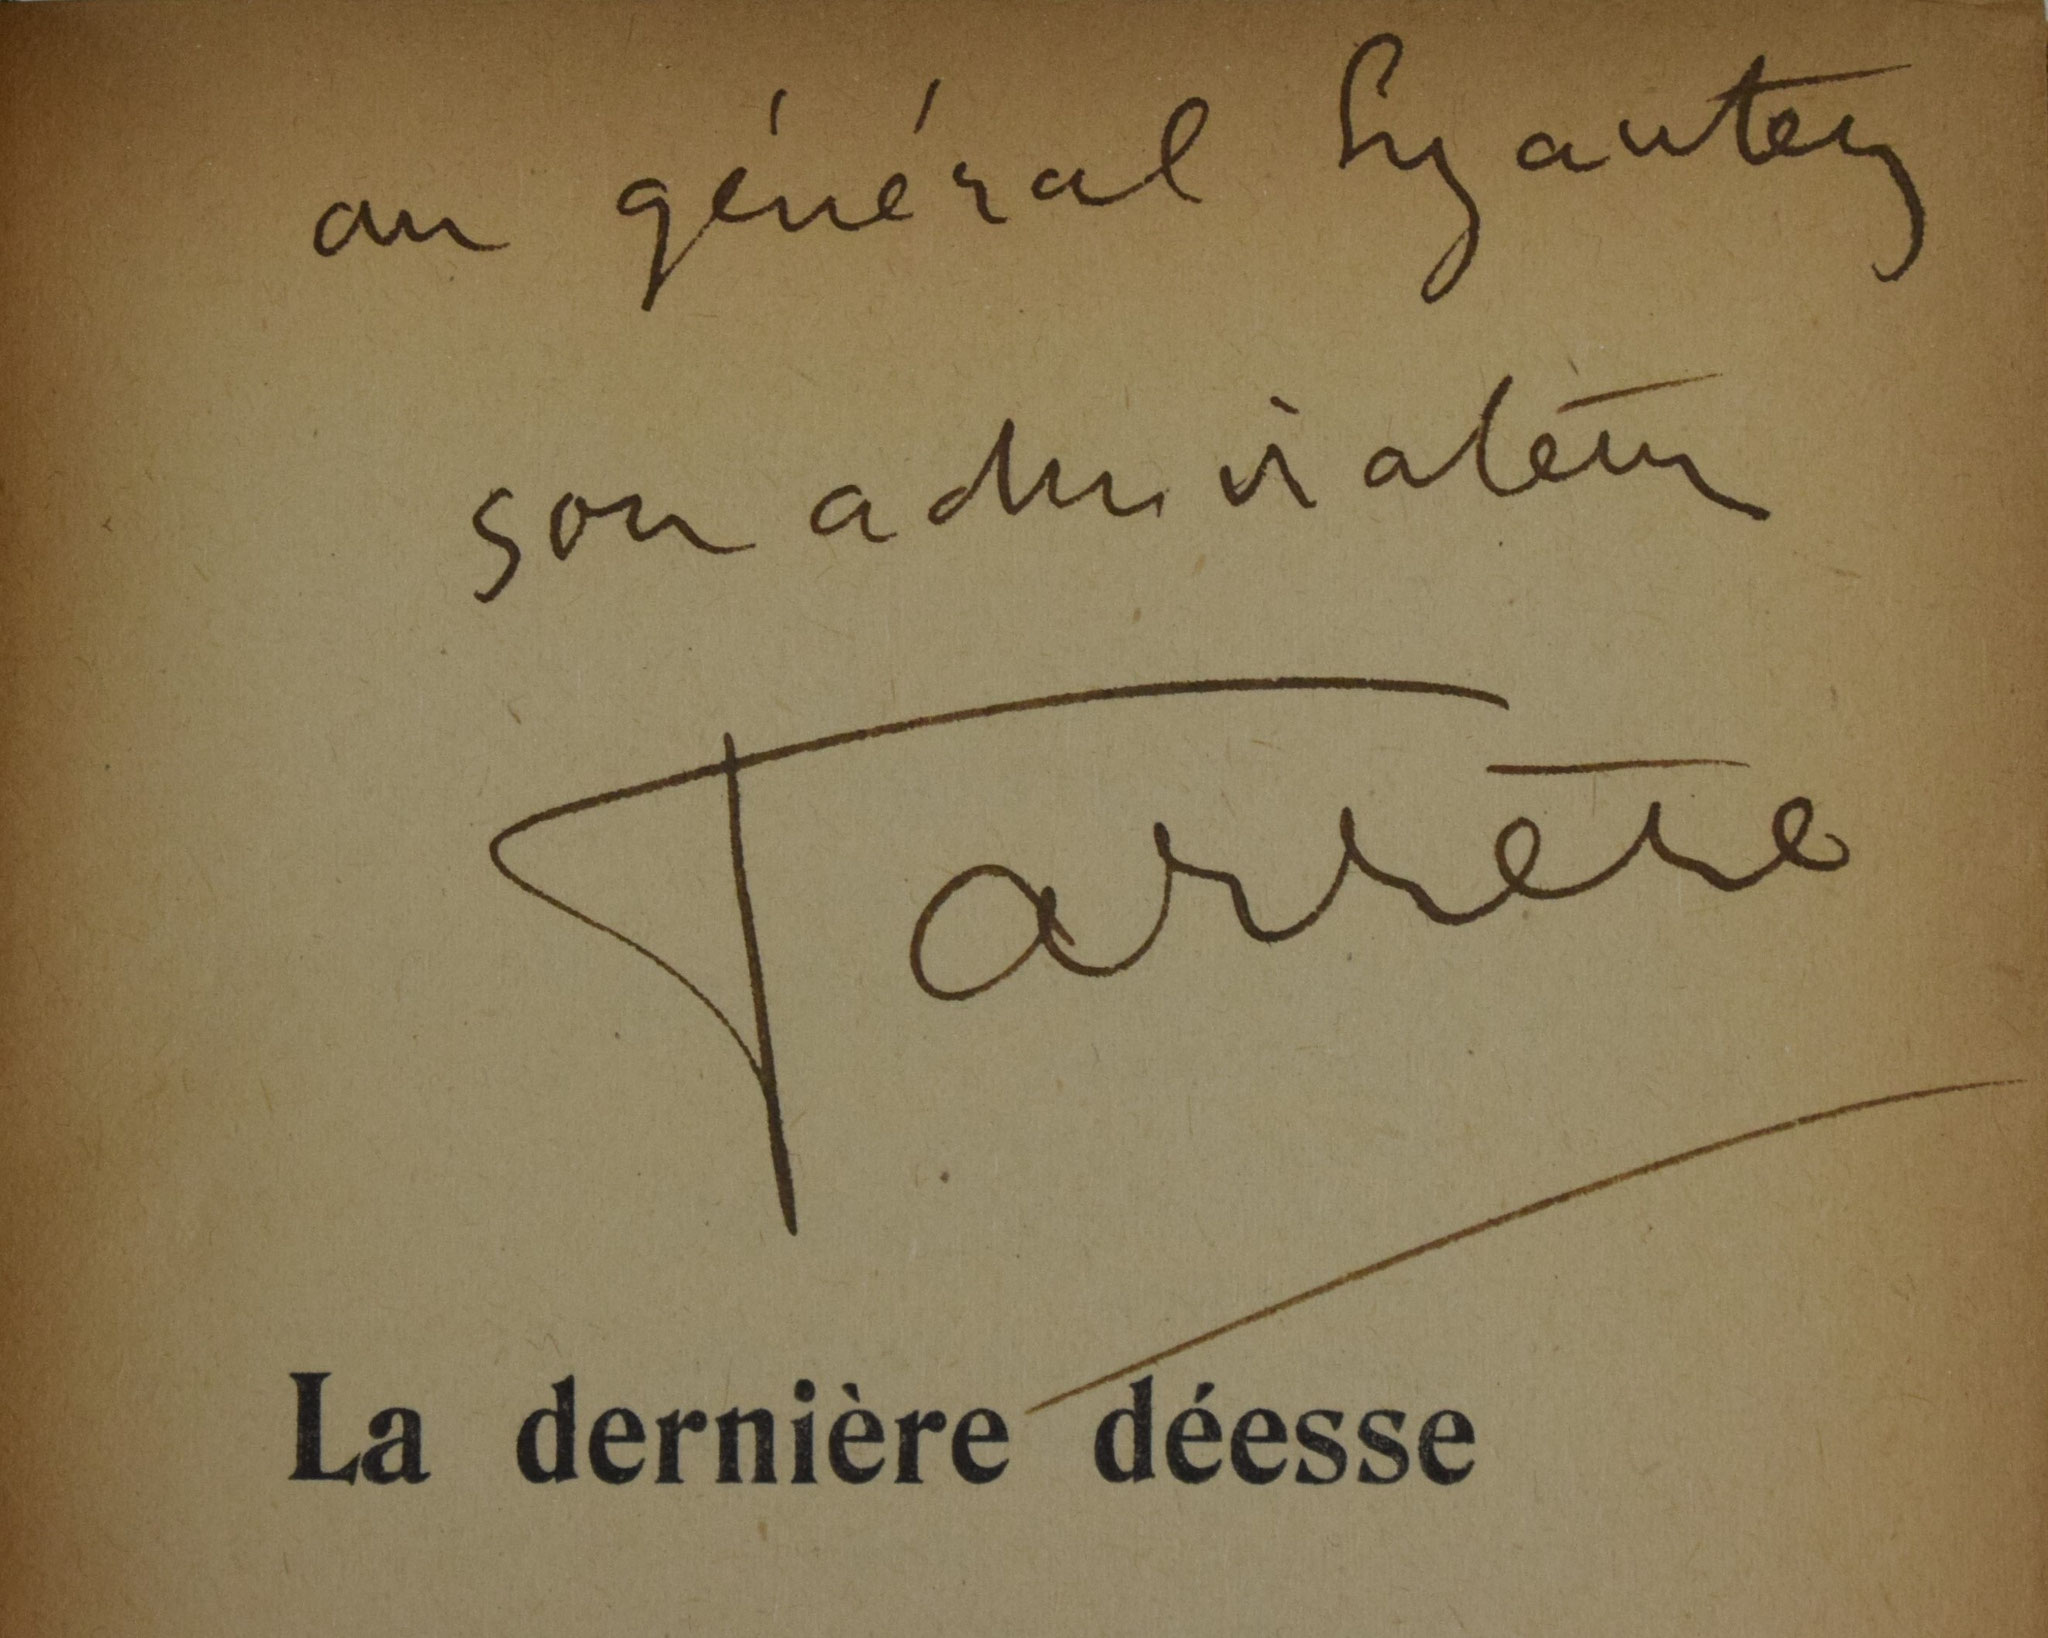 au général Lyautey
son admirateur
Farrère
La dernière déesse